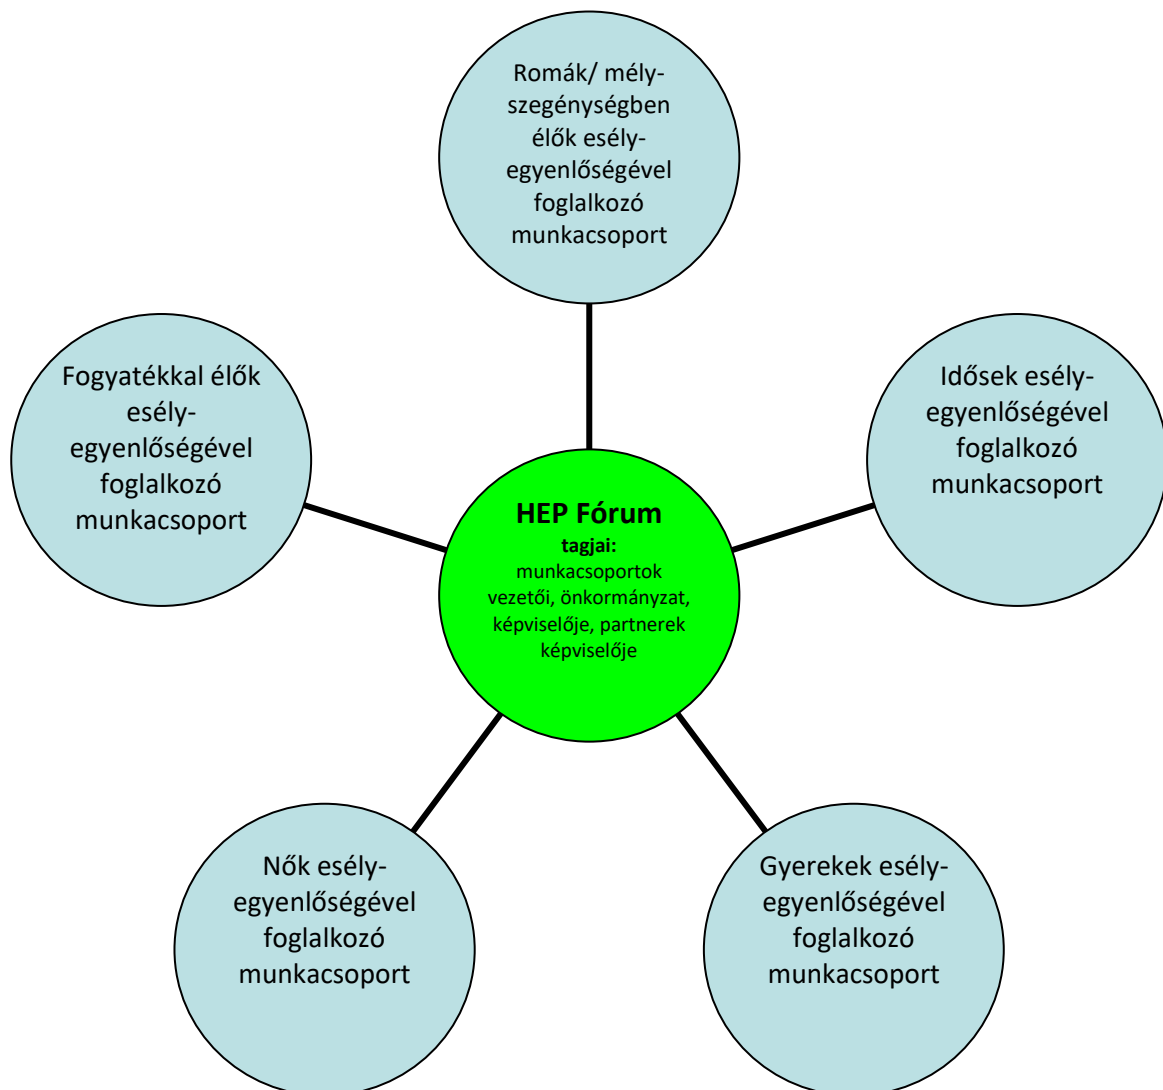 Romák/ mély-
szegénységben
élők esély-
egyenlőségével
foglalkozó
munkacsoport
Fogyatékkal élők
esély-
egyenlőségével
foglalkozó
munkacsoport
Idősek esély-
egyenlőségével
foglalkozó
munkacsoport
HEP Fórum
tagjai:
munkacsoportok
vezetői, önkormányzat,
képviselője, partnerek
képviselője
Nők esély-
egyenlőségével
foglalkozó
munkacsoport
Gyerekek esély-
egyenlőségével
foglalkozó
munkacsoport